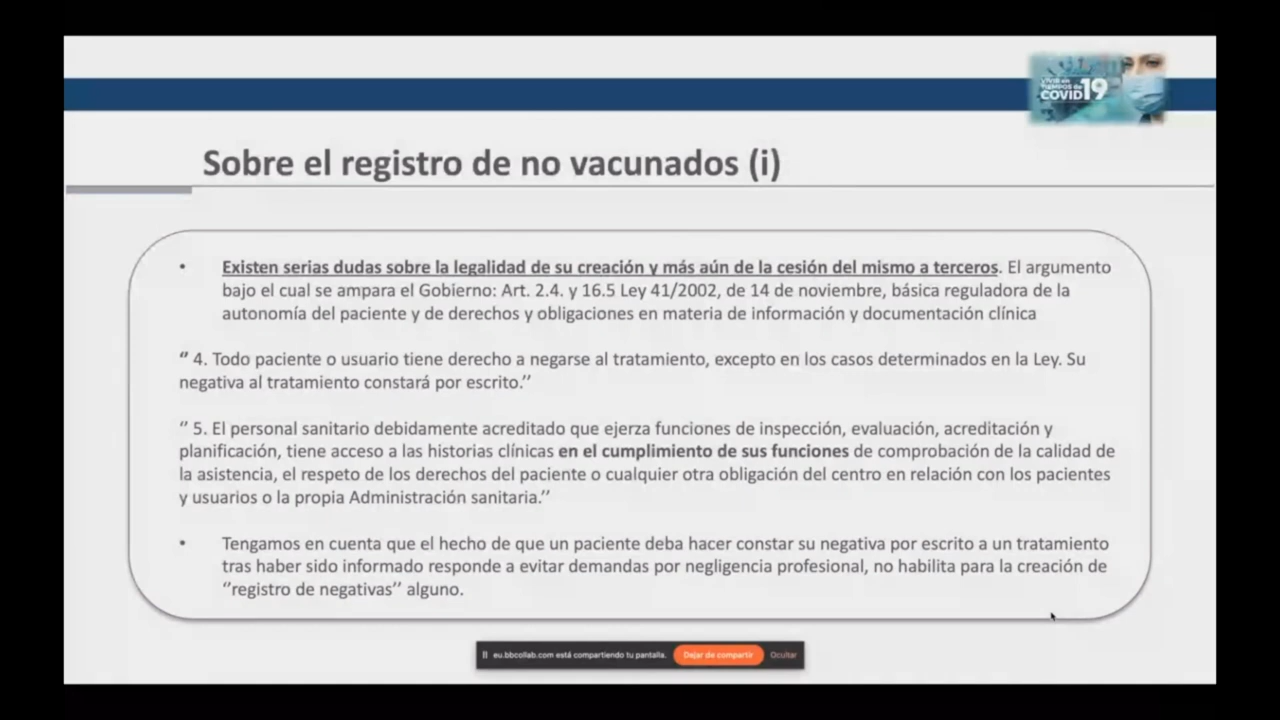 VIVIR en
TIEMPOS de
COVID19
Sobre el registro de no vacunados (i)
• Existen serias dudas sobre la legalidad de su creación y más aún de la cesión del mismo a terceros. El argumento
bajo el cual se ampara el Gobierno: Art. 2.4. y 16.5 Ley 41/2002, de 14 de noviembre, básica reguladora de la
autonomía del paciente y de derechos y obligaciones en materia de información y documentación clínica
‘‘ 4. Todo paciente o usuario tiene derecho a negarse al tratamiento, excepto en los casos determinados en la Ley. Su
negativa al tratamiento constará por escrito.’’
‘‘ 5. El personal sanitario debidamente acreditado que ejerza funciones de inspección, evaluación, acreditación y
planificación, tiene acceso a las historias clínicas en el cumplimiento de sus funciones de comprobación de la calidad de
la asistencia, el respeto de los derechos del paciente o cualquier otra obligación del centro en relación con los pacientes
y usuarios o la propia Administración sanitaria.’’
• Tengamos en cuenta que el hecho de que un paciente deba hacer constar su negativa por escrito a un tratamiento
tras haber sido informado responde a evitar demandas por negligencia profesional, no habilita para la creación de
‘‘registro de negativas’’ alguno.
eu.bbcollab.com está compartiendo tu pantalla. Dejar de compartir Ocultar